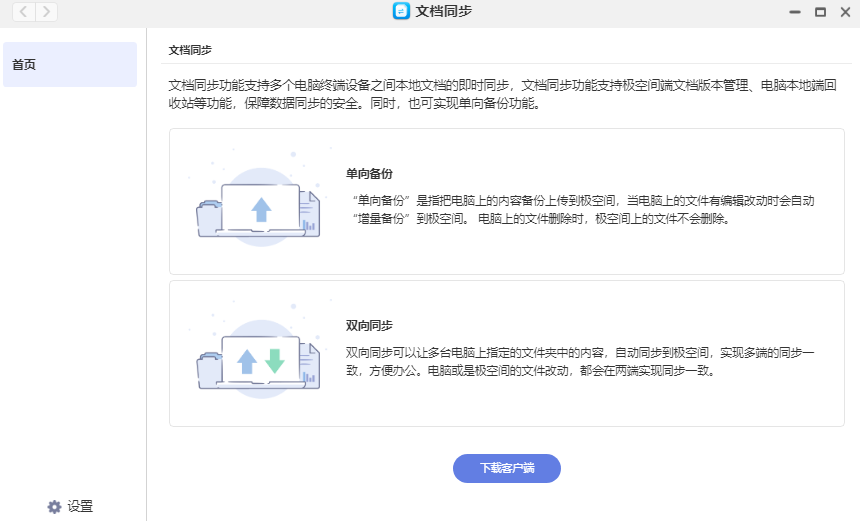 文档同步
首页
文档同步
文档同步功能支持多个电脑终端设备之间本地文档的即时同步，文档同步功能支持极空间端文档版本管理、电脑本地端回
收站等功能，保障数据同步的安全。同时，也可实现单向备份功能。
单向备份
“单向备份”是指把电脑上的内容备份上传到极空间，当电脑上的文件有编辑改动时会自动
“增量备份”到极空间。 电脑上的文件删除时，极空间上的文件不会删除。
双向同步
双向同步可以让多台电脑上指定的文件夹中的内容，自动同步到极空间，实现多端的同步一
致，方便办公。电脑或是极空间的文件改动，都会在两端实现同步一致。
下载客户端
设置